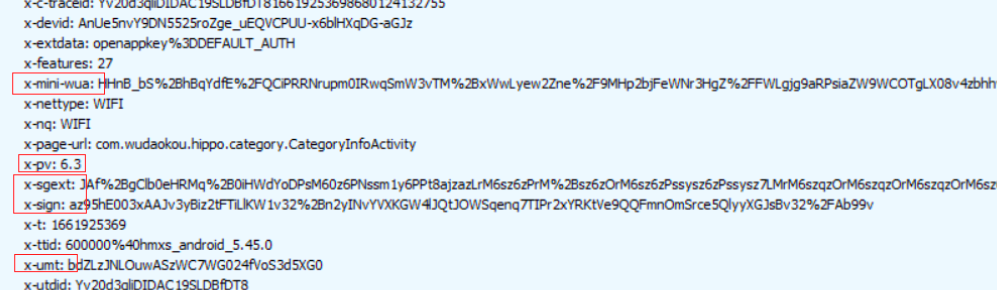 x-c-traceid: Yv20d3qliDIDAC19SLDBfDT816619253698680124132755
x-devid: AnUe5nvY9DN5525roZge_uEQVCPUU-x6blHXqDG-aGJz
x-extdata: openappkey%3DDEFAULT_AUTH
x-features: 27
x-mini-wua: HHnB_bS%2BhBqYdfE%2FQCiPRRNrupm0IRwqSmW3vTM%2BxWwLyew2Zne%2F9MHp2bjFeWNr3HgZ%2FFWLgjg9aRPsiaZW9WCOTgLX08v4zbhh
x-nettype: WIFI
x-nq: WIFI
x-page-url: com.wudaokou.hippo.category.CategoryInfoActivity
x-pv: 6.3
x-sgext: JAf%2BgClb0eHRMq%2B0iHWdYoDPsM60z6PNssm1y6PPt8ajzazLrM6sz6zPrM%2Bsz6zOrM6sz6zPssysz6zPssysz7LMrM6szqzOrM6szqzOrM6szqzOrM6sz
x-sign: az95hE003xAAJv3yBiz2tFTiLlKW1v32%2Bn2yINvYVXKGW4lJQtJOWSqenq7TIPr2xYRKtVe9QQFmnOmSrce5QlyyXGJsBv32%2FAb99v
x-t: 1661925369
x-ttid: 600000%40hmxs_android_5.45.0
x-umt: bdZLzJNLOuwASzWC7WG024fVoS3d5XG0
x-utdid: Yv20d3qliDIDAC19SLDBfDT8